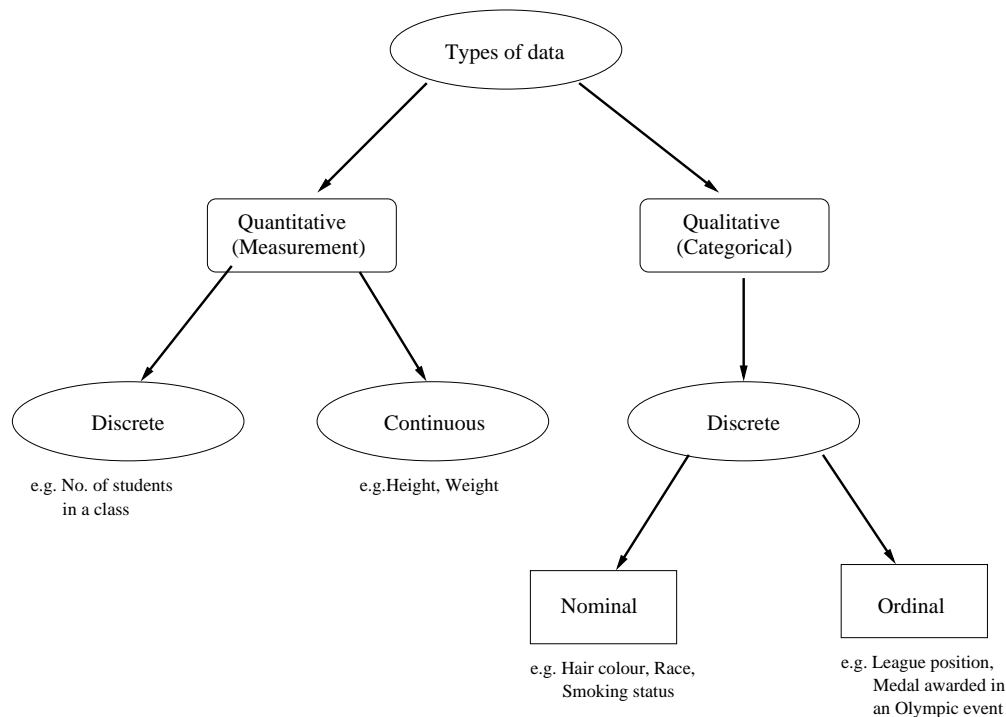 Types of data
Quantitative
(Measurement)
Qualitative
(Categorical)
Discrete
Continuous
Discrete
e.g. No. of students
in a class
e.g.Height, Weight
Nominal
Ordinal
e.g. Hair colour, Race,
Smoking status
e.g. League position,
Medal awarded in
an Olympic event